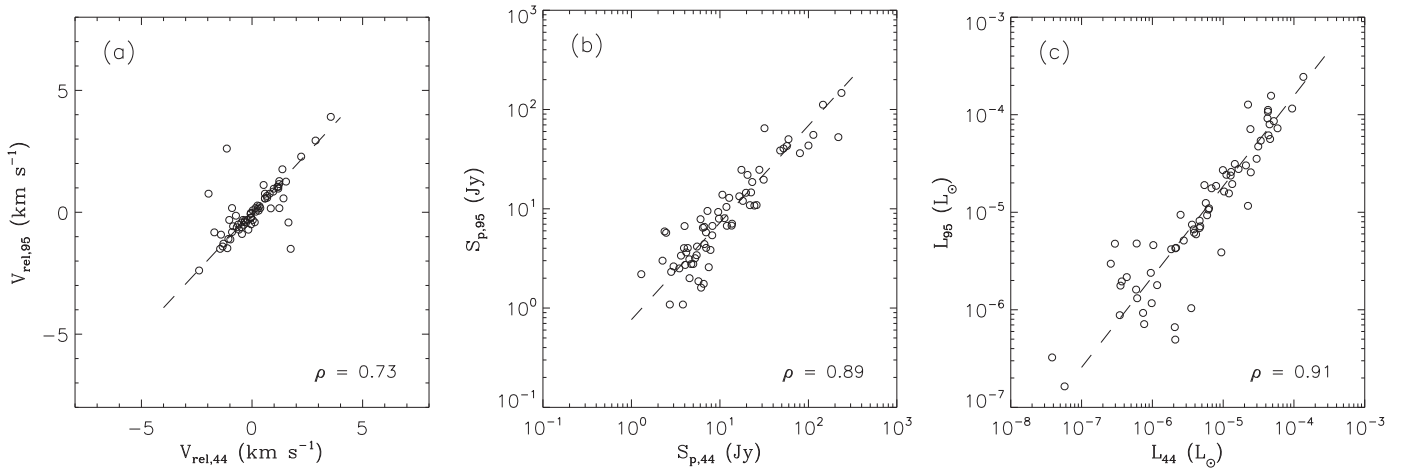 (a)
5
0
−5
V_rel,95 (km s⁻¹)
ρ = 0.73
−5 0 5
V_rel,44 (km s⁻¹)
(b)
10³
10²
10¹
10⁰
10⁻¹
S_p,95 (Jy)
ρ = 0.89
10⁻¹ 10⁰ 10¹ 10² 10³
S_p,44 (Jy)
(c)
10⁻³
10⁻⁴
10⁻⁵
10⁻⁶
10⁻⁷
L_95 (L_⊙)
ρ = 0.91
10⁻⁸ 10⁻⁷ 10⁻⁶ 10⁻⁵ 10⁻⁴ 10⁻³
L_44 (L_⊙)